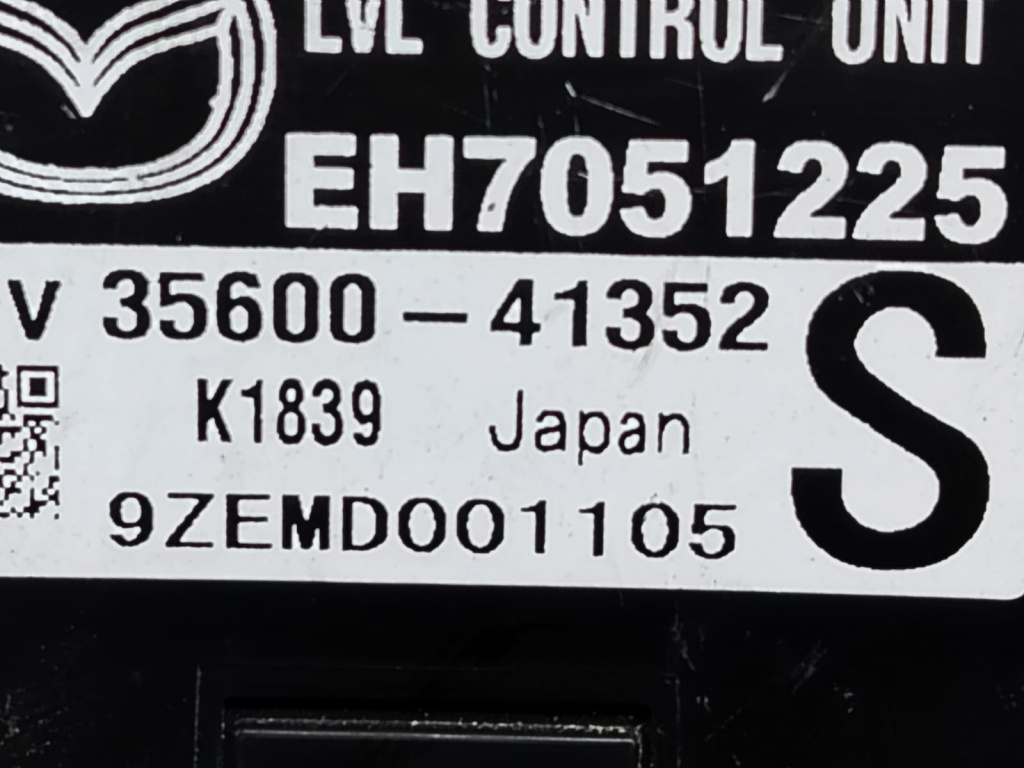 LVL CONTROL UNIT
EH7051225
V 35600-41352 S
K1839 Japan
9ZEMD001105